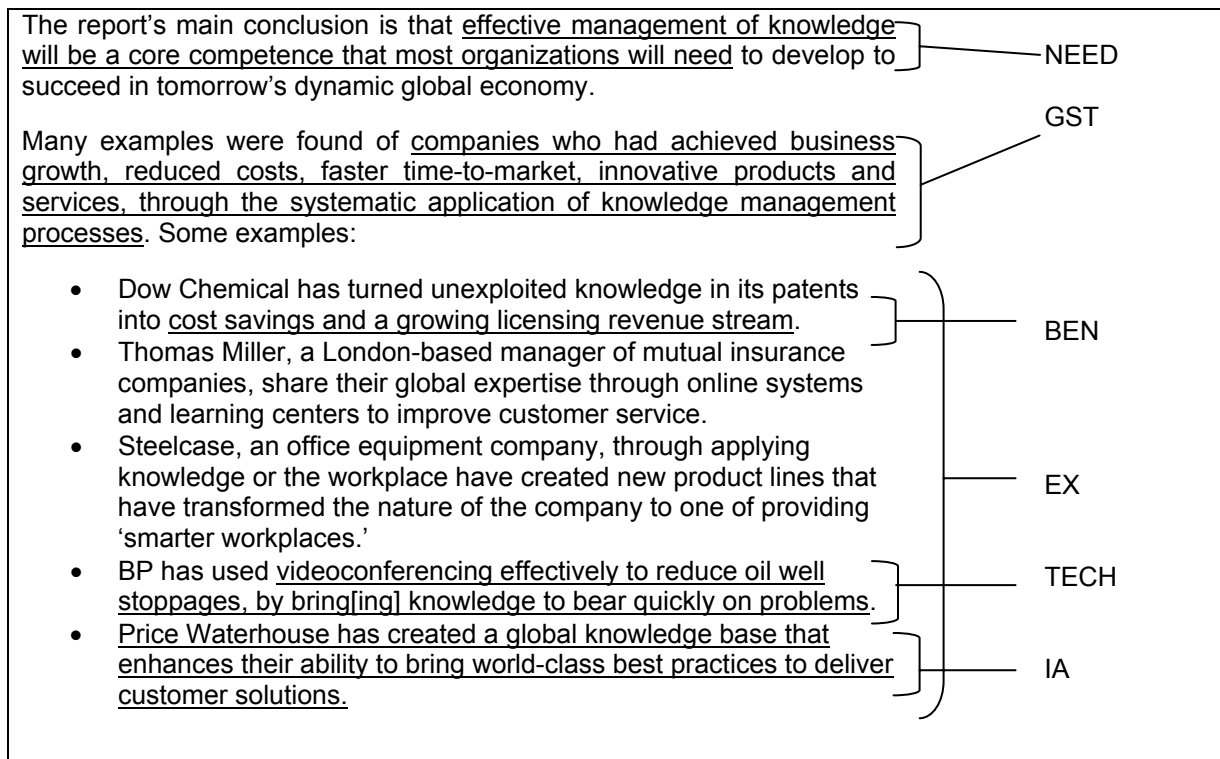 The report's main conclusion is that effective management of knowledge
will be a core competence that most organizations will need to develop to
succeed in tomorrow's dynamic global economy.
NEED
GST
Many examples were found of companies who had achieved business
growth, reduced costs, faster time-to-market, innovative products and
services, through the systematic application of knowledge management
processes. Some examples:
• Dow Chemical has turned unexploited knowledge in its patents
into cost savings and a growing licensing revenue stream.
BEN
• Thomas Miller, a London-based manager of mutual insurance
companies, share their global expertise through online systems
and learning centers to improve customer service.
• Steelcase, an office equipment company, through applying
knowledge or the workplace have created new product lines that
have transformed the nature of the company to one of providing
‘smarter workplaces.’
EX
• BP has used videoconferencing effectively to reduce oil well
stoppages, by bring[ing] knowledge to bear quickly on problems.
TECH
• Price Waterhouse has created a global knowledge base that
enhances their ability to bring world-class best practices to deliver
customer solutions.
IA